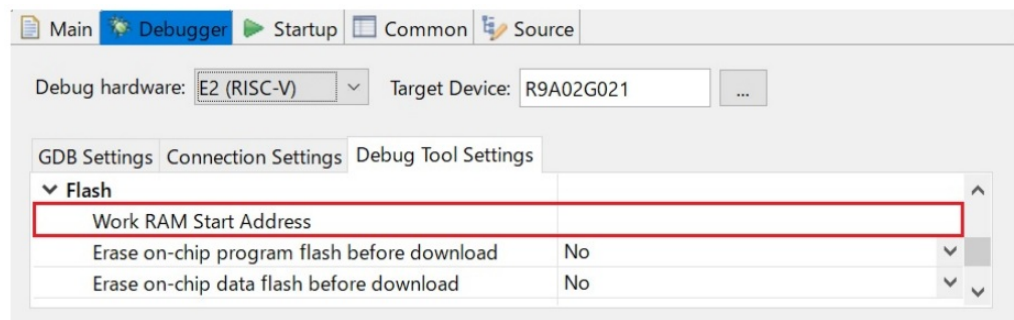 Main Debugger Startup Common Source
Debug hardware: E2 (RISC-V) Target Device: R9A02G021 ...
GDB Settings Connection Settings Debug Tool Settings
Flash
Work RAM Start Address
Erase on-chip program flash before download No
Erase on-chip data flash before download No